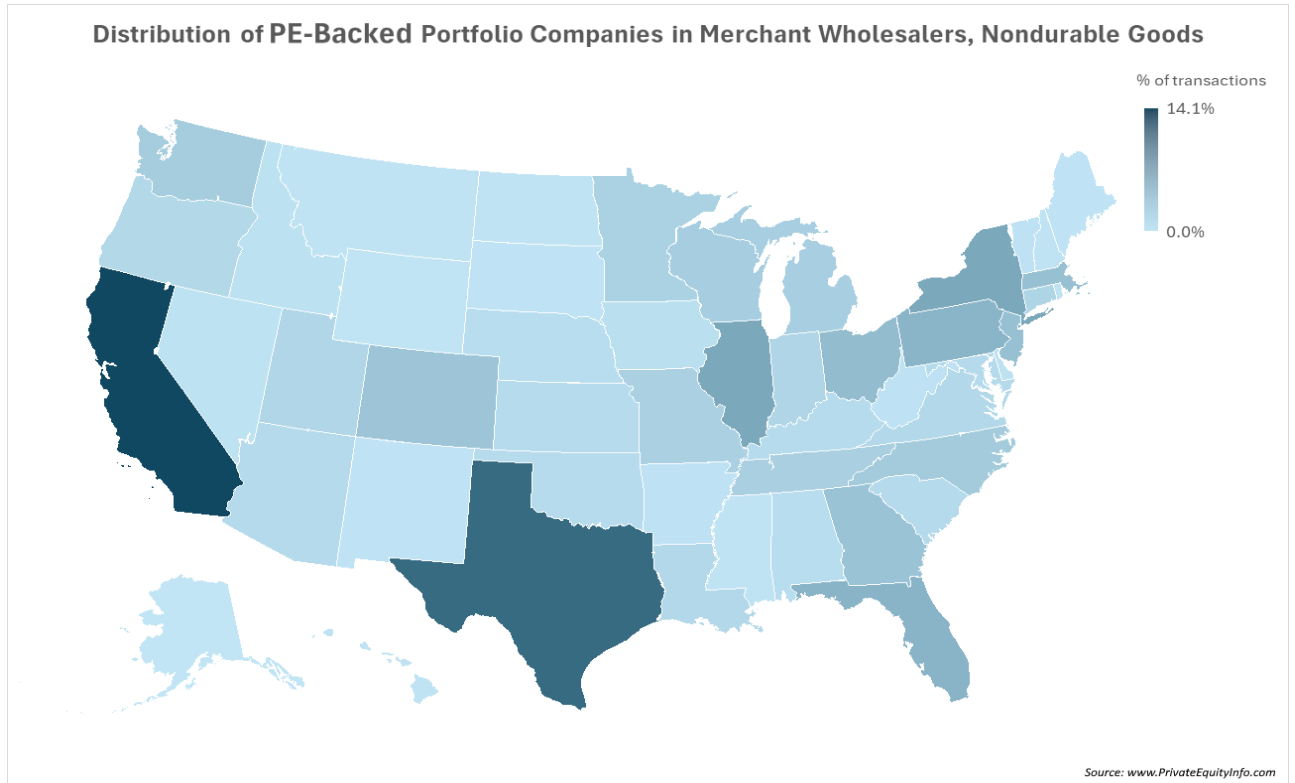 Distribution of PE-Backed Portfolio Companies in Merchant Wholesalers, Nondurable Goods
% of transactions
14.1%
0.0%
Source: www.PrivateEquityInfo.com